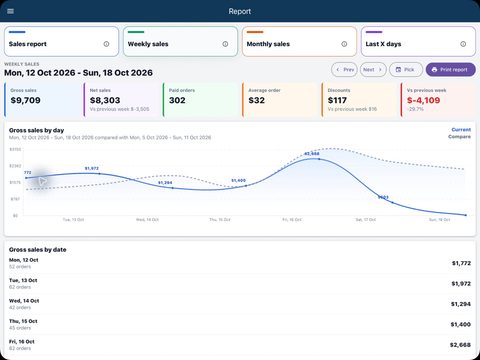 Report
Sales report
Weekly sales
Monthly sales
Last X days
WEEKLY SALES
Mon, 12 Oct 2026 - Sun, 18 Oct 2026
Prev
Next
Pick
Print report
Gross sales
$9,709
Net sales
$8,303
Vs previous week $-3,505
Paid orders
302
Average order
$32
Discounts
$117
Vs previous week $16
Vs previous week
$-4,109
-29.7%
Gross sales by day
Mon, 12 Oct 2026 - Sun, 18 Oct 2026 compared with Mon, 5 Oct 2026 - Sun, 11 Oct 2026
Current
Compare
$3150
$2362
$1575
$787
$0
772
$1,972
$1,294
$1,400
$2,668
Tue, 13 Oct
Wed, 14 Oct
Thu, 15 Oct
Fri, 16 Oct
Sat, 17 Oct
Sun, 18 Oct
Gross sales by date
Mon, 12 Oct
52 orders
$1,772
Tue, 13 Oct
62 orders
$1,972
Wed, 14 Oct
42 orders
$1,294
Thu, 15 Oct
45 orders
$1,400
Fri, 16 Oct
82 orders
$2,668